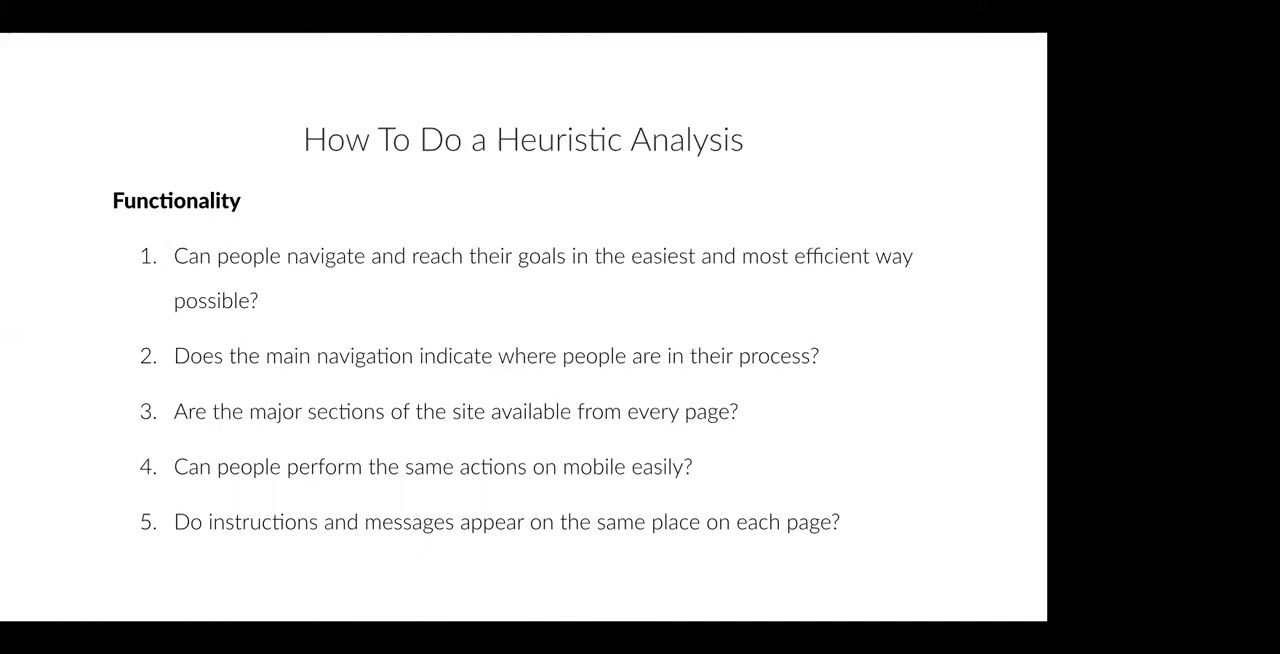 How To Do a Heuristic Analysis
Functionality
1. Can people navigate and reach their goals in the easiest and most efficient way
possible?
2. Does the main navigation indicate where people are in their process?
3. Are the major sections of the site available from every page?
4. Can people perform the same actions on mobile easily?
5. Do instructions and messages appear on the same place on each page?